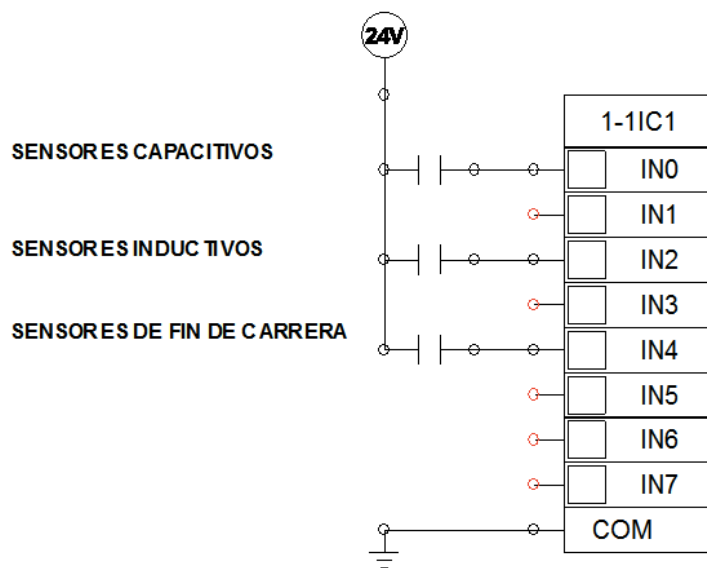 24V
1-1IC1
SENSORES CAPACITIVOS
IN0
IN1
SENSORES INDUCTIVOS
IN2
IN3
SENSORES DE FIN DE CARRERA
IN4
IN5
IN6
IN7
COM